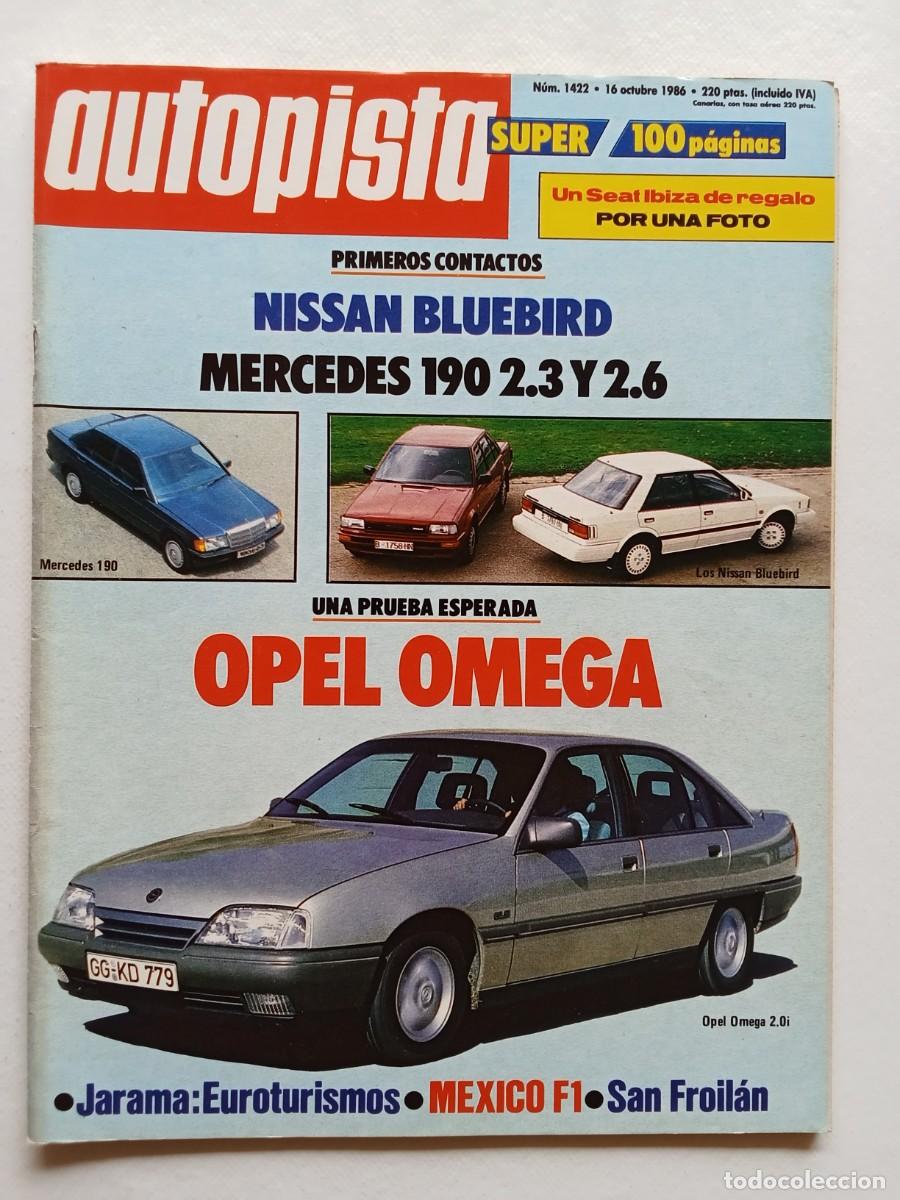 autopista
Núm. 1422 • 16 octubre 1986 • 220 ptas. (incluido IVA)
Canarias, con tasa aérea 220 ptas.
SUPER / 100 páginas
Un Seat Ibiza de regalo
POR UNA FOTO
PRIMEROS CONTACTOS
NISSAN BLUEBIRD
MERCEDES 190 2.3 Y 2.6
Mercedes 190
B-1758-HN
Los Nissan Bluebird
UNA PRUEBA ESPERADA
OPEL OMEGA
GG-KD 779
Opel Omega 2.0i
•Jarama:Euroturismos•MEXICO F1•San Froilán
todocoleccion